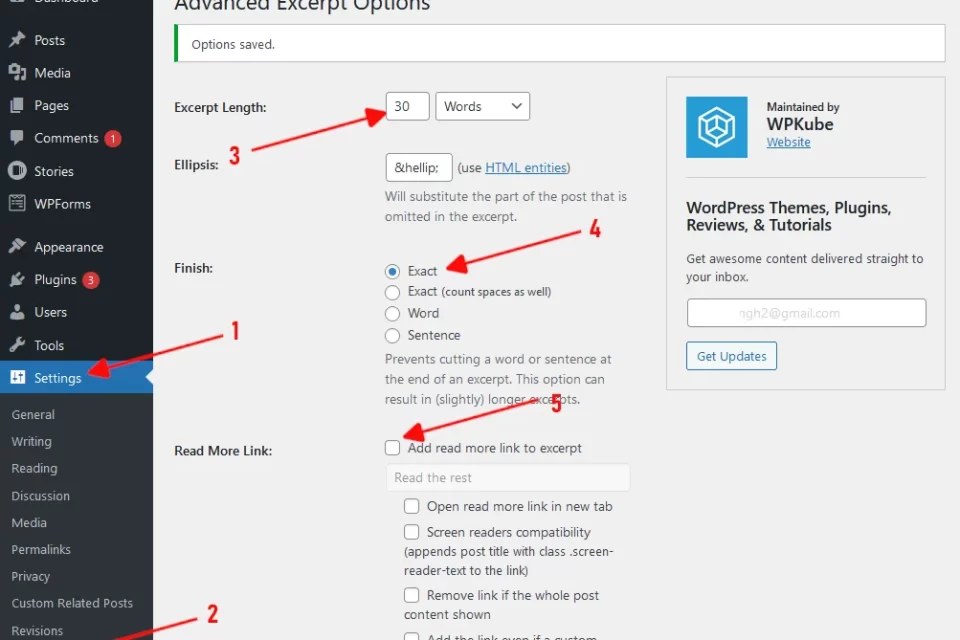 Dashboard
Posts
Media
Pages
Comments 1
Stories
WPForms
Appearance
Plugins 3
Users
Tools
Settings
General
Writing
Reading
Discussion
Media
Permalinks
Privacy
Custom Related Posts
Revisions
1
2
Advanced Excerpt Options
Options saved.
Excerpt Length:
30 Words
3
Ellipsis:
&hellip; (use HTML entities)
Will substitute the part of the post that is
omitted in the excerpt.
4
Finish:
Exact
Exact (count spaces as well)
Word
Sentence
Prevents cutting a word or sentence at
the end of an excerpt. This option can
result in (slightly) longer excerpts.
5
Read More Link:
Add read more link to excerpt
Read the rest
Open read more link in new tab
Screen readers compatibility
(appends post title with class .screen-
reader-text to the link)
Remove link if the whole post
content shown
Add the link even if a custom
Maintained by
WPKube
Website
WordPress Themes, Plugins,
Reviews, & Tutorials
Get awesome content delivered straight to
your inbox.
ngh2@gmail.com
Get Updates